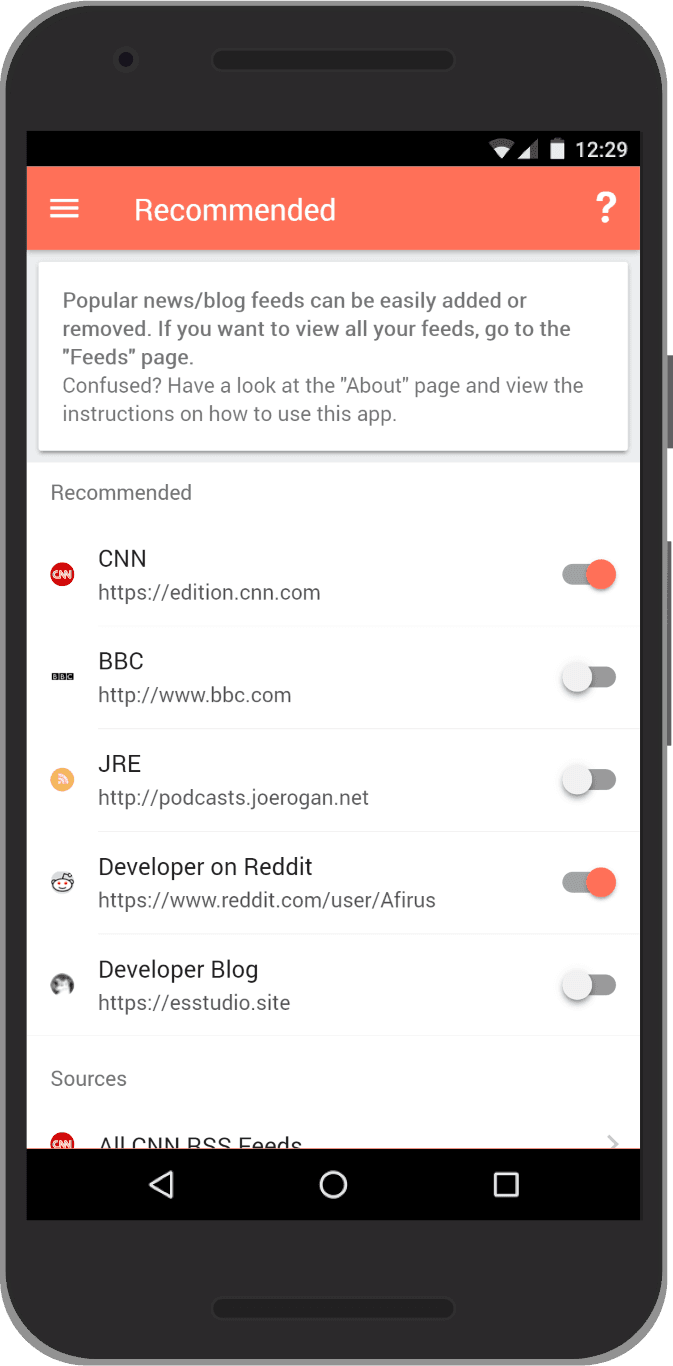 12:29
Recommended
?
Popular news/blog feeds can be easily added or
removed. If you want to view all your feeds, go to the
"Feeds" page.
Confused? Have a look at the "About" page and view the
instructions on how to use this app.
Recommended
CNN
CNN
https://edition.cnn.com
BBC
BBC
http://www.bbc.com
JRE
http://podcasts.joerogan.net
Developer on Reddit
https://www.reddit.com/user/Afirus
Developer Blog
https://esstudio.site
Sources
CNN
All CNN RSS Feeds